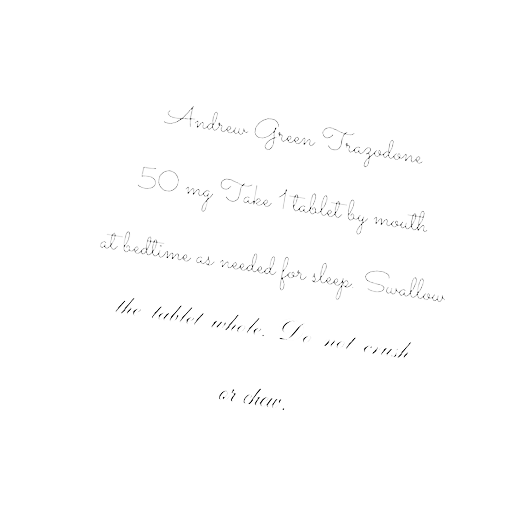 Andrew Green Trazodone
50 mg Take 1 tablet by mouth
at bedtime as needed for sleep. Swallow
the tablet whole. Do not crush
or chew.